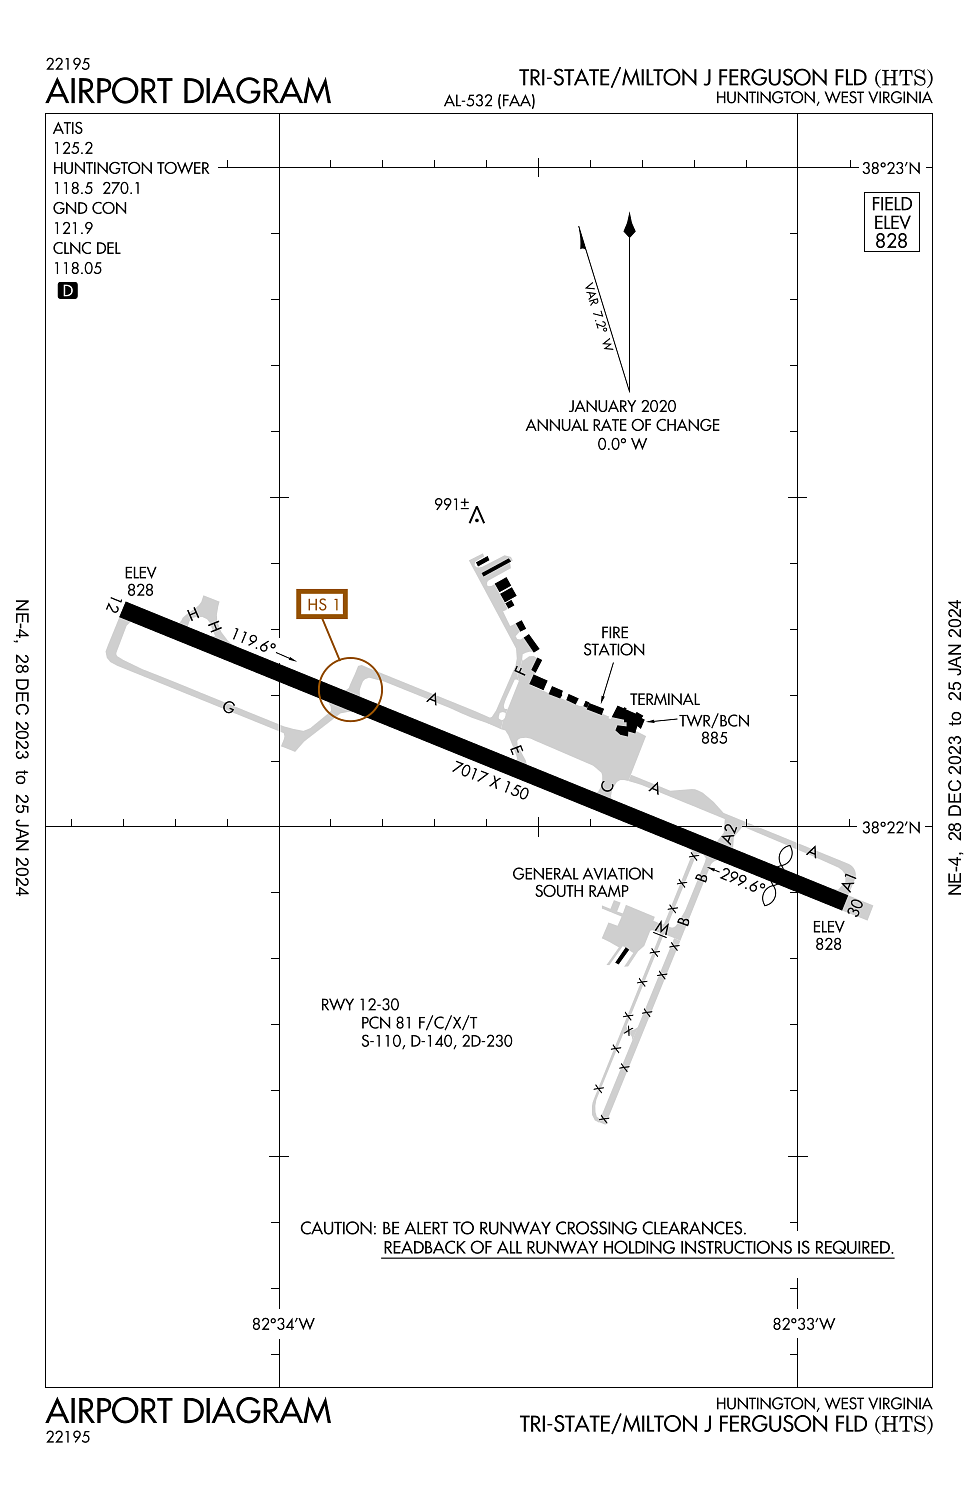 22195
AIRPORT DIAGRAM
AL-532 (FAA)
TRI-STATE/MILTON J FERGUSON FLD (HTS)
HUNTINGTON, WEST VIRGINIA
ATIS
125.2
HUNTINGTON TOWER
118.5 270.1
GND CON
121.9
CLNC DEL
118.05
D
38°23'N
FIELD
ELEV
828
VAR 7.2° W
JANUARY 2020
ANNUAL RATE OF CHANGE
0.0° W
991±
ELEV
828
12
H
H
119.6°
HS 1
G
A
F
E
FIRE
STATION
TERMINAL
TWR/BCN
885
7017 X 150
C
A
A2
38°22'N
A
A1
30
ELEV
828
299.6°
B
B
M
GENERAL AVIATION
SOUTH RAMP
X
X
X
X
X
X
X
X
X
X
X
X
X
X
RWY 12-30
PCN 81 F/C/X/T
S-110, D-140, 2D-230
CAUTION: BE ALERT TO RUNWAY CROSSING CLEARANCES.
READBACK OF ALL RUNWAY HOLDING INSTRUCTIONS IS REQUIRED.
82°34'W
82°33'W
AIRPORT DIAGRAM
22195
HUNTINGTON, WEST VIRGINIA
TRI-STATE/MILTON J FERGUSON FLD (HTS)
NE-4, 28 DEC 2023 to 25 JAN 2024
NE-4, 28 DEC 2023 to 25 JAN 2024